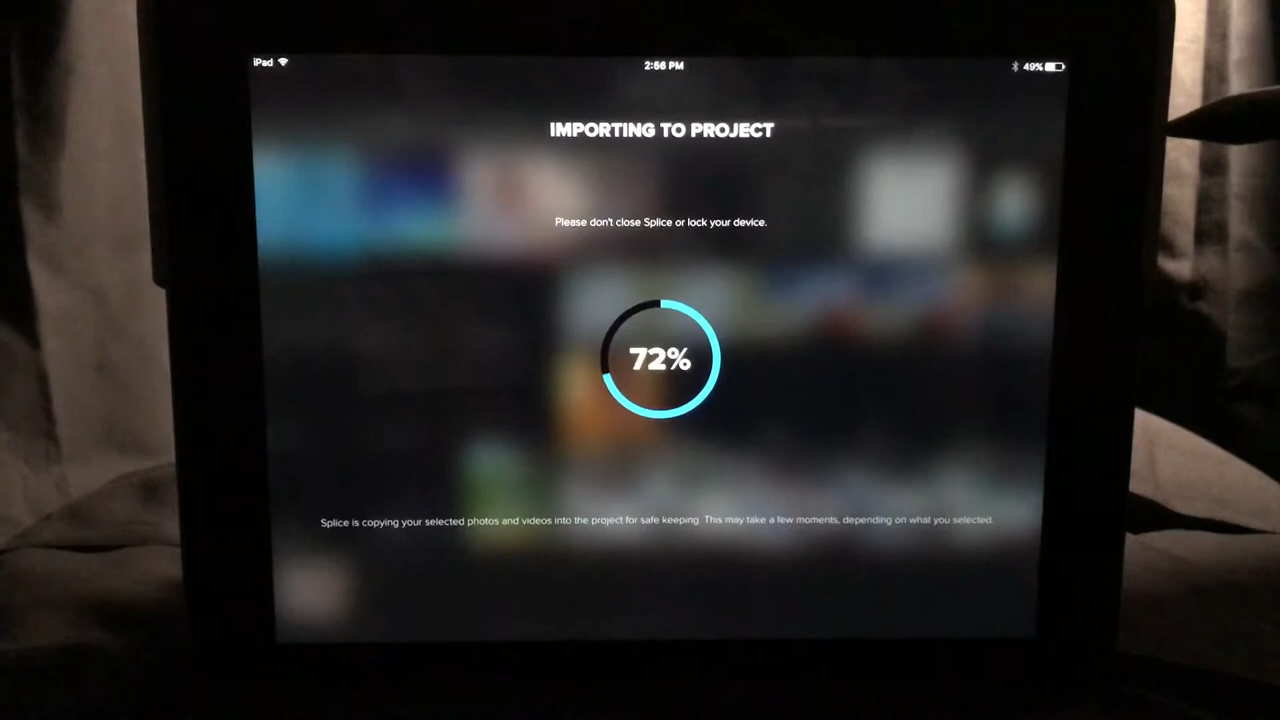 iPad
2:56 PM
49%
IMPORTING TO PROJECT
Please don't close Splice or lock your device.
72%
Splice is copying your selected photos and videos into the project for safe keeping. This may take a few moments, depending on what you selected.